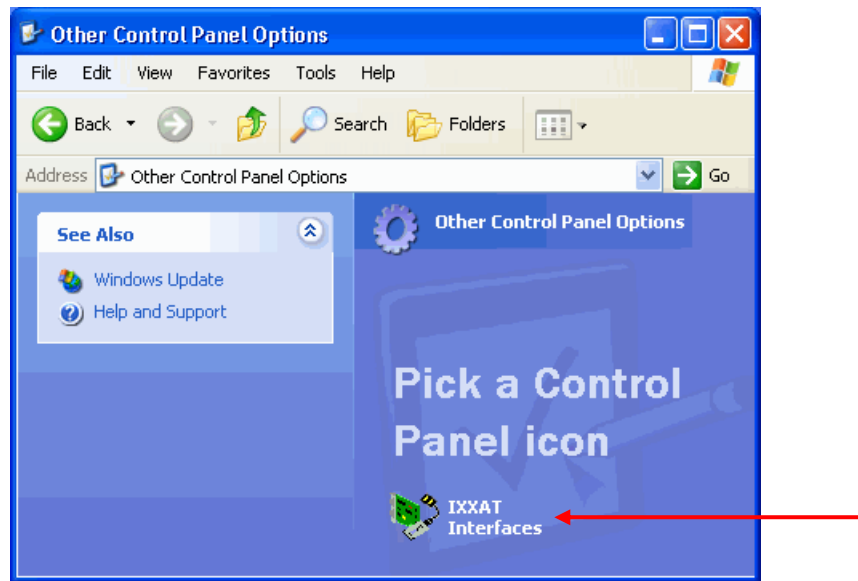 Other Control Panel Options
File Edit View Favorites Tools Help
Back Search Folders
Address Other Control Panel Options Go
See Also
Windows Update
Help and Support
Other Control Panel Options
Pick a Control
Panel icon
IXXAT
Interfaces